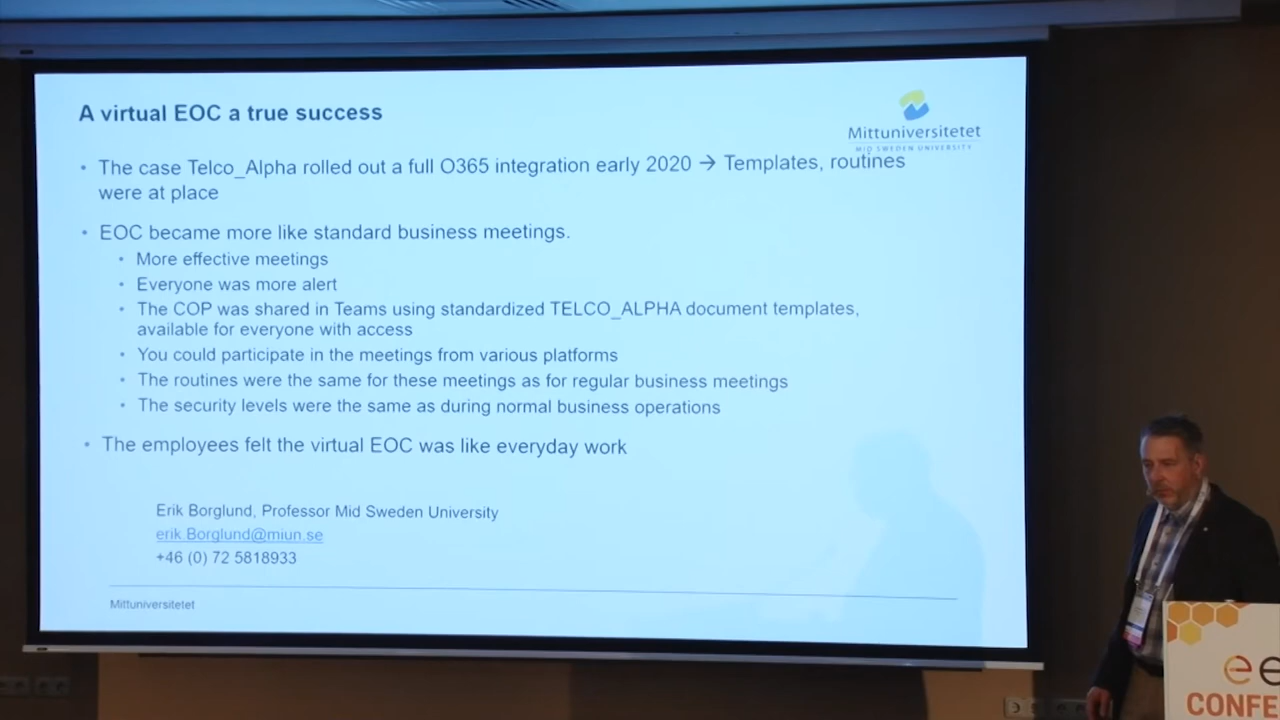 A virtual EOC a true success
Mittuniversitetet
MID SWEDEN UNIVERSITY
• The case Telco_Alpha rolled out a full O365 integration early 2020 → Templates, routines
were at place
• EOC became more like standard business meetings.
• More effective meetings
• Everyone was more alert
• The COP was shared in Teams using standardized TELCO_ALPHA document templates,
available for everyone with access
• You could participate in the meetings from various platforms
• The routines were the same for these meetings as for regular business meetings
• The security levels were the same as during normal business operations
• The employees felt the virtual EOC was like everyday work
Erik Borglund, Professor Mid Sweden University
erik.Borglund@miun.se
+46 (0) 72 5818933
Mittuniversitetet
ee
CONFE